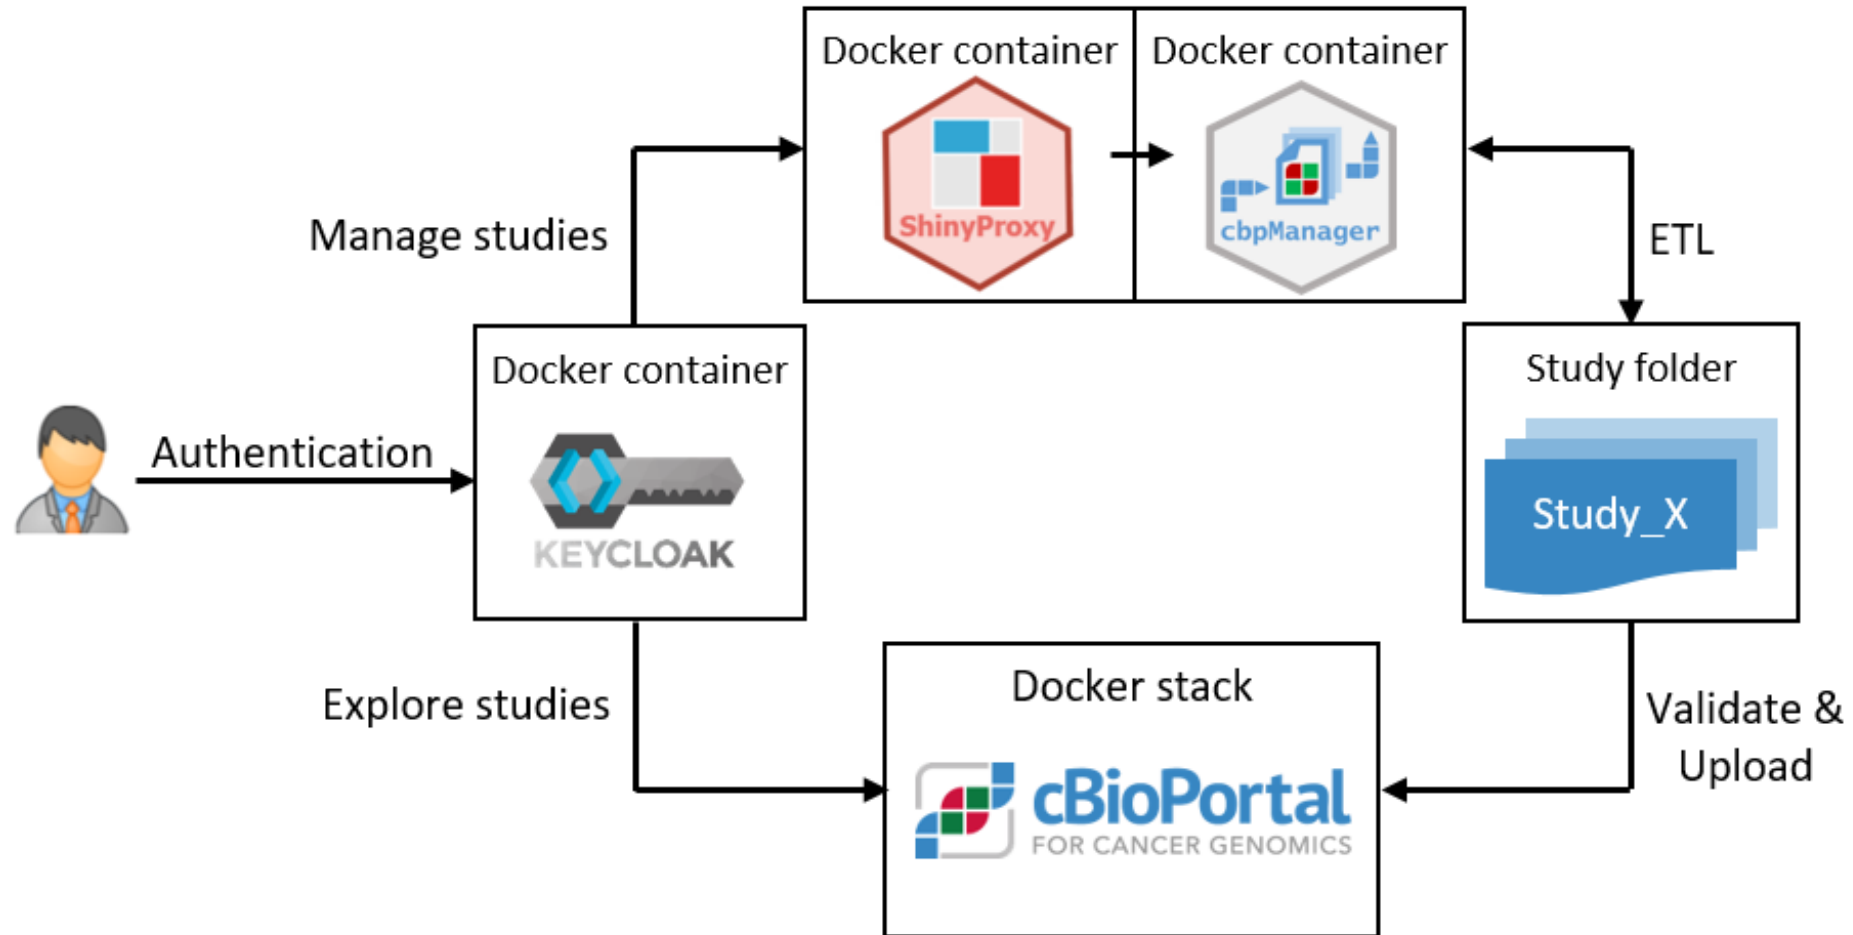 Docker container
Docker container
ShinyProxy
cbpManager
Manage studies
ETL
Docker container
Study folder
Authentication
KEYCLOAK
Study_X
Explore studies
Docker stack
Validate &
Upload
cBioPortal
FOR CANCER GENOMICS